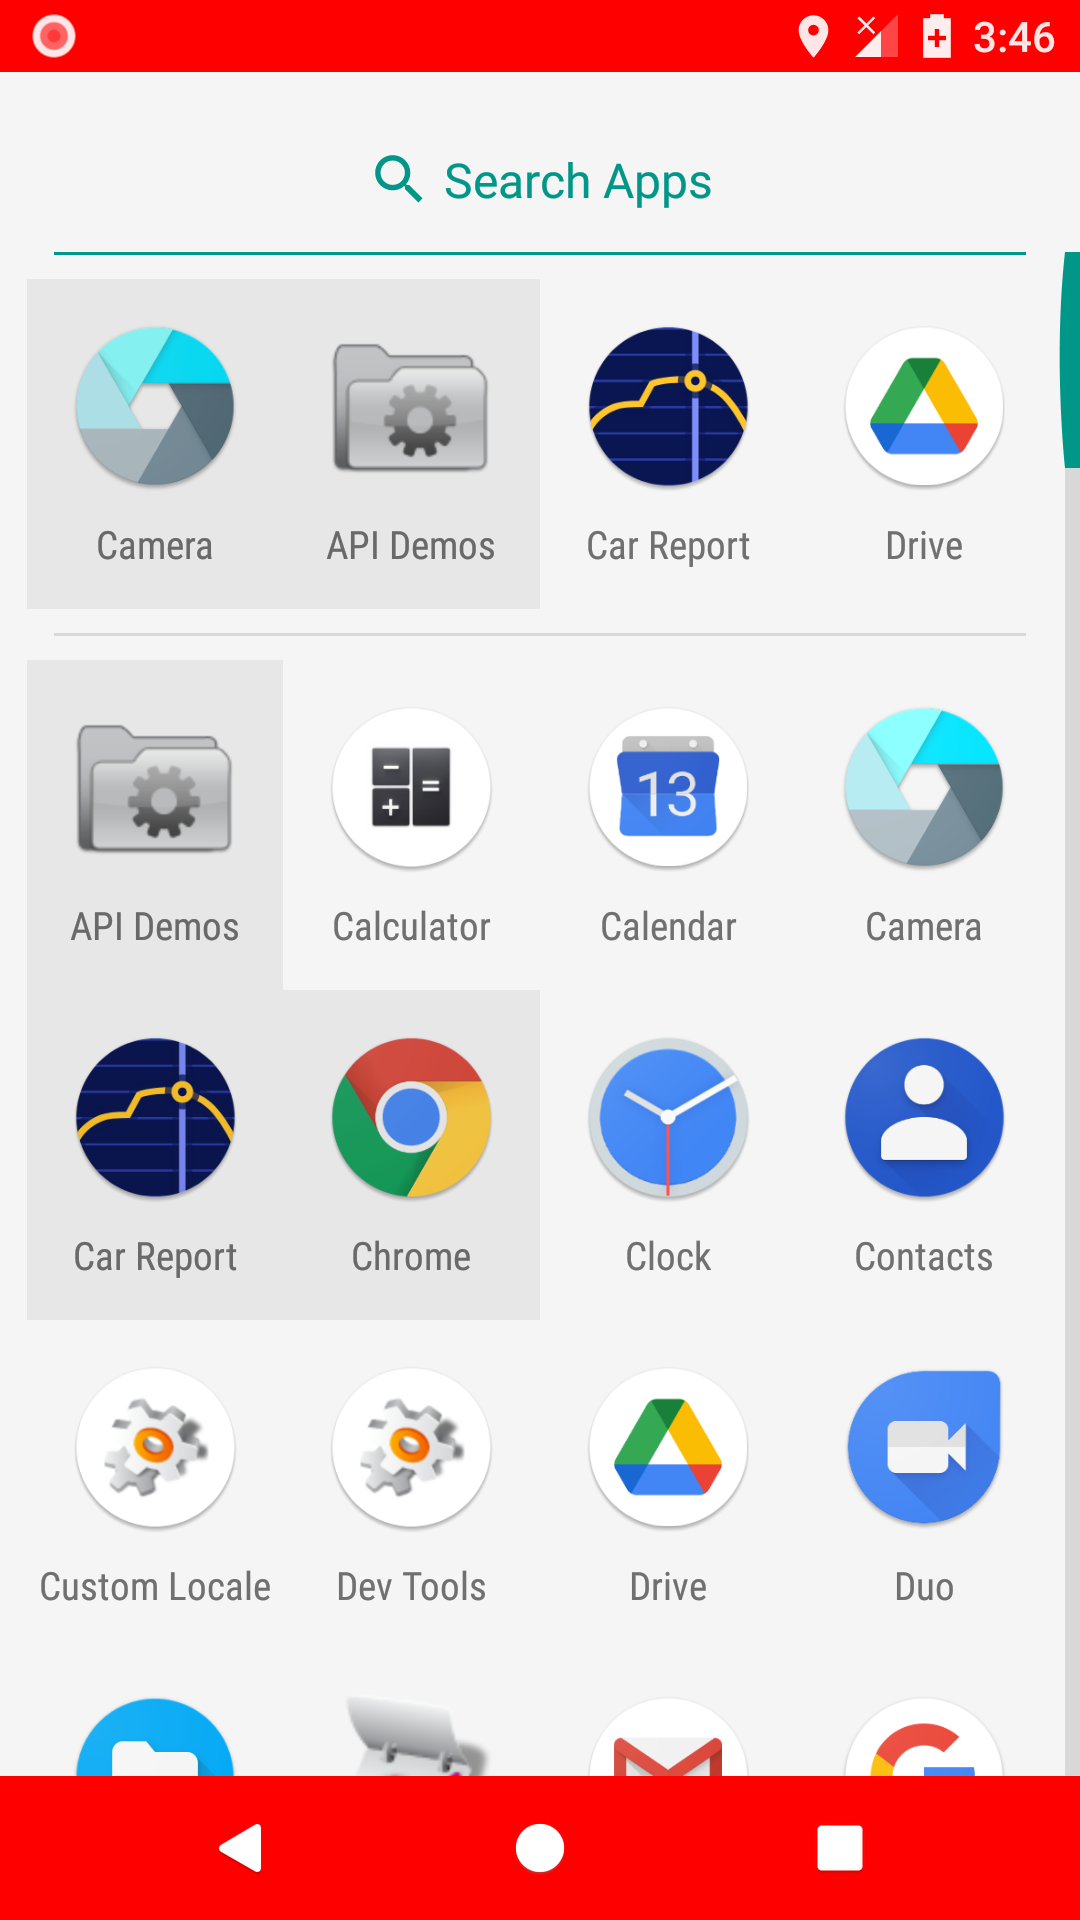 3:46
Search Apps
Camera API Demos Car Report Drive
API Demos Calculator Calendar Camera
13
Car Report Chrome Clock Contacts
Custom Locale Dev Tools Drive Duo